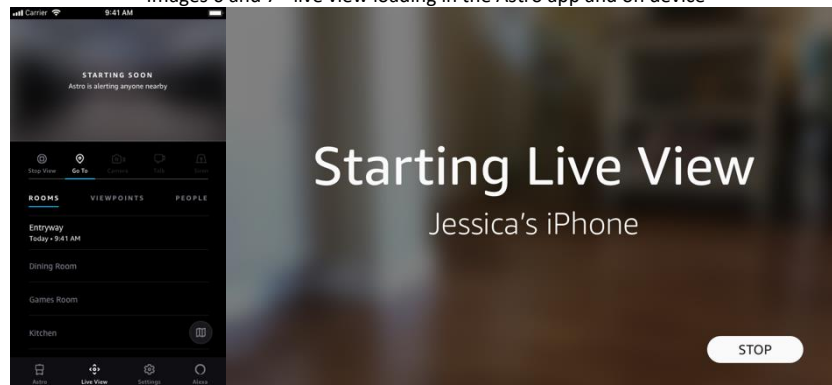 Images 6 and 7 - live view loading in the Astro app and on device
Carrier 9:41 AM
STARTING SOON
Astro is alerting anyone nearby
Stop View Go To Camera Talk
ROOMS VIEWPOINTS PEOPLE
Entryway
Today • 9:41 AM
Dining Room
Games Room
Kitchen
Astro Live View Settings Alexa
Starting Live View
Jessica's iPhone
STOP